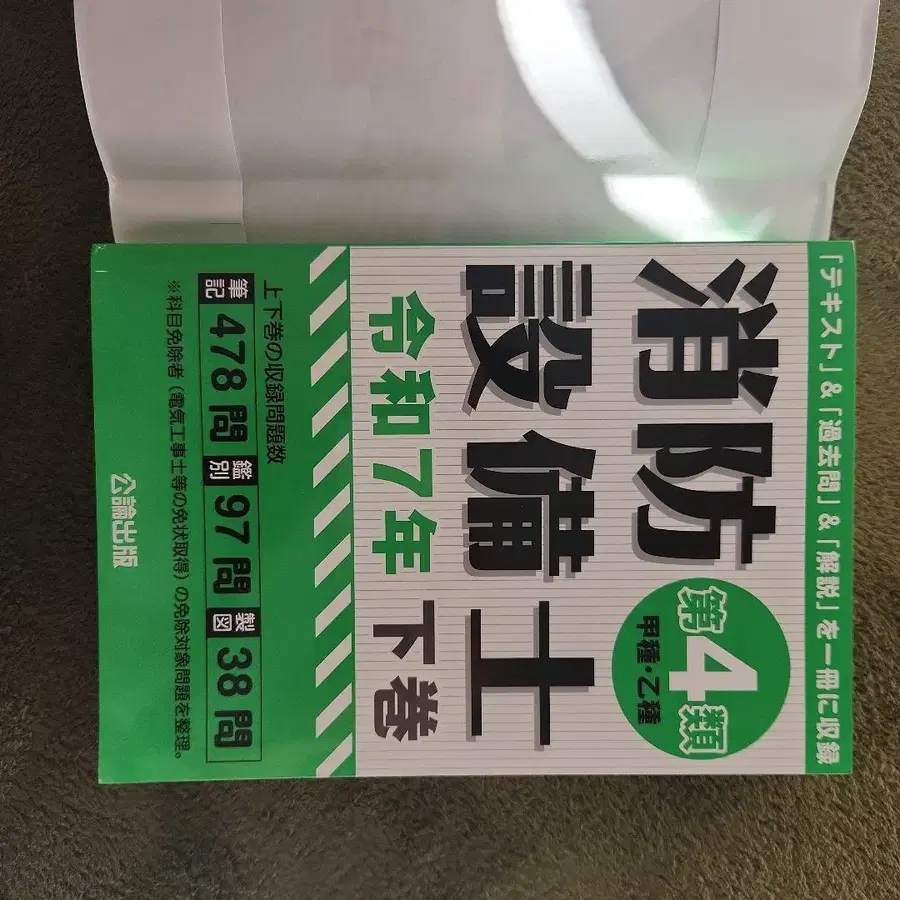 「テキスト」&「過去問」&「解説」を一冊に収録
消防
設備士
第4類
甲種・乙種
令和7年 下巻
上下巻の収録問題数
筆記 478問 鑑別 97問 製図 38問
※科目免除者(電気工事士等の免状取得)の免除対象問題を整理。
公論出版